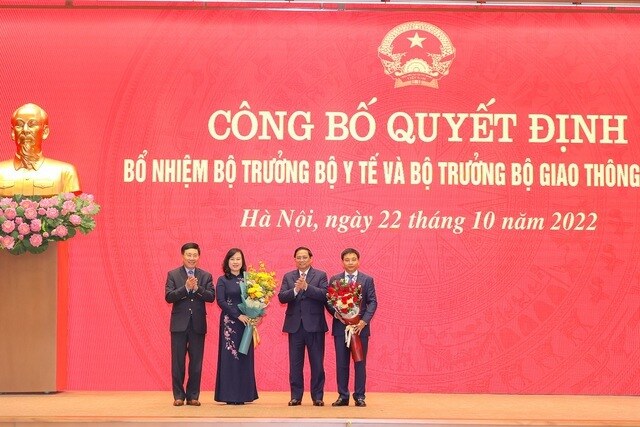 CÔNG BỐ QUYẾT ĐỊNH
BỔ NHIỆM BỘ TRƯỞNG BỘ Y TẾ VÀ BỘ TRƯỞNG BỘ GIAO THÔNG
Hà Nội, ngày 22 tháng 10 năm 2022